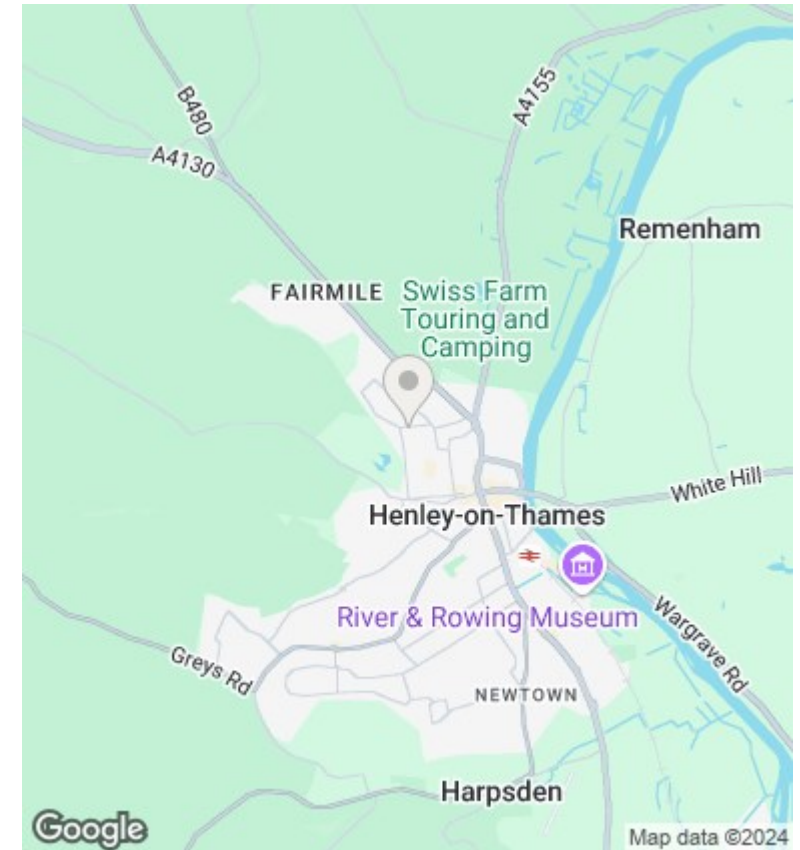 B480
A4155
A4130
Remenham
FAIRMILE
Swiss Farm
Touring and
Camping
White Hill
Henley-on-Thames
River & Rowing Museum
Wargrave Rd
Greys Rd
NEWTOWN
Harpsden
Google
Map data ©2024